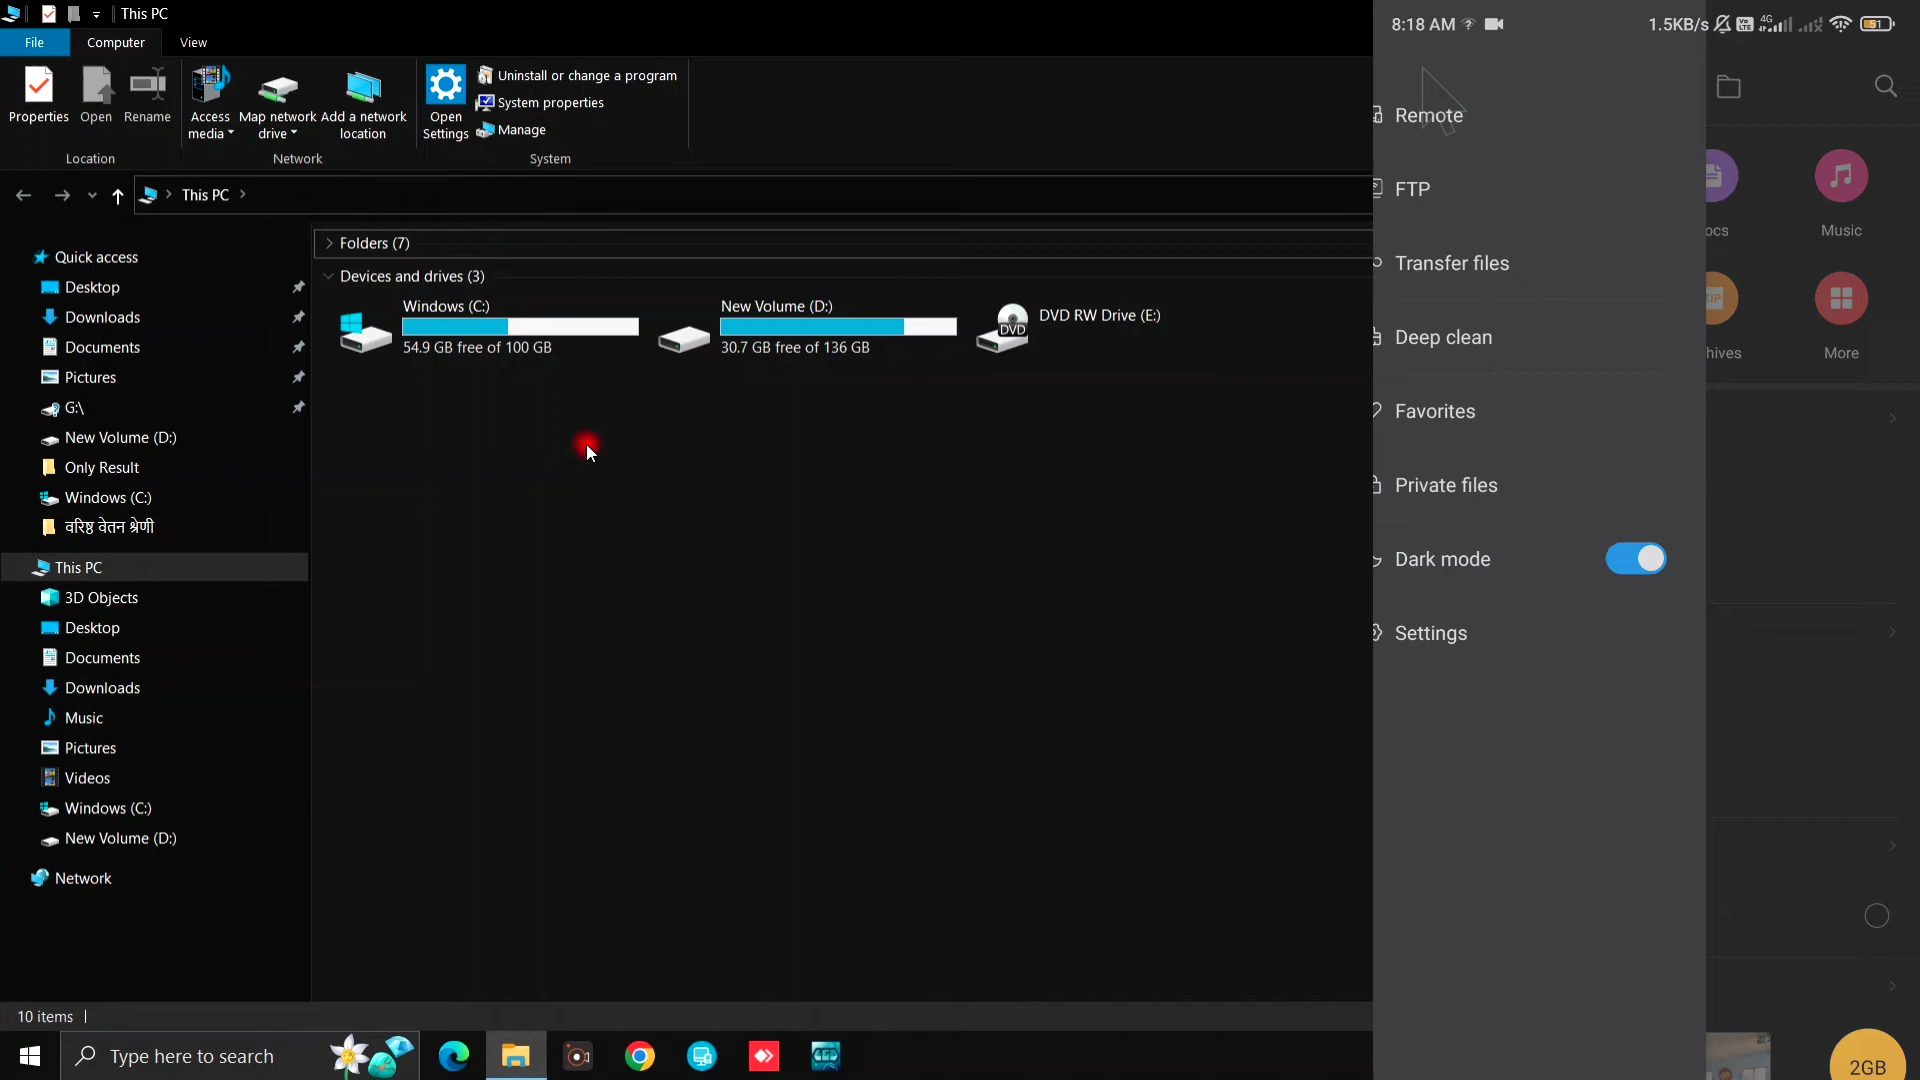 This PC
File
Computer
View
Properties
Open
Rename
Access
media
Map network
drive
Add a network
location
Open
Settings
Uninstall or change a program
System properties
Manage
Location
Network
System
This PC
Quick access
Desktop
Downloads
Documents
Pictures
G:\
New Volume (D:)
Only Result
Windows (C:)
वरिष्ठ वेतन श्रेणी
This PC
3D Objects
Desktop
Documents
Downloads
Music
Pictures
Videos
Windows (C:)
New Volume (D:)
Network
Folders (7)
Devices and drives (3)
Windows (C:)
54.9 GB free of 100 GB
New Volume (D:)
30.7 GB free of 136 GB
DVD
DVD RW Drive (E:)
10 items
Type here to search
8:18 AM
1.5KB/s
4G
51
Remote
FTP
Transfer files
Deep clean
Favorites
Private files
Dark mode
Settings
ocs
Music
ZIP
hives
More
2GB